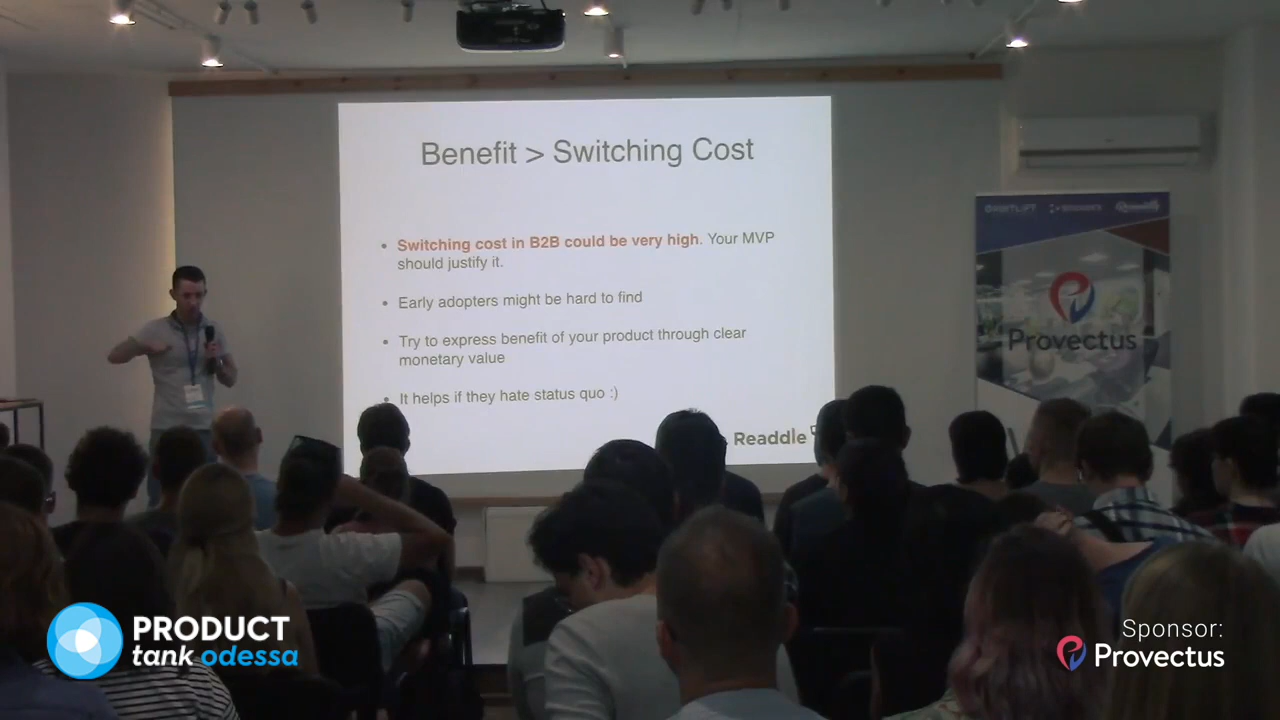 Benefit > Switching Cost
• Switching cost in B2B could be very high. Your MVP
should justify it.
• Early adopters might be hard to find
• Try to express benefit of your product through clear
monetary value
• It helps if they hate status quo :)
Readdle
Provectus
PRODUCT
tank odessa
Sponsor:
Provectus